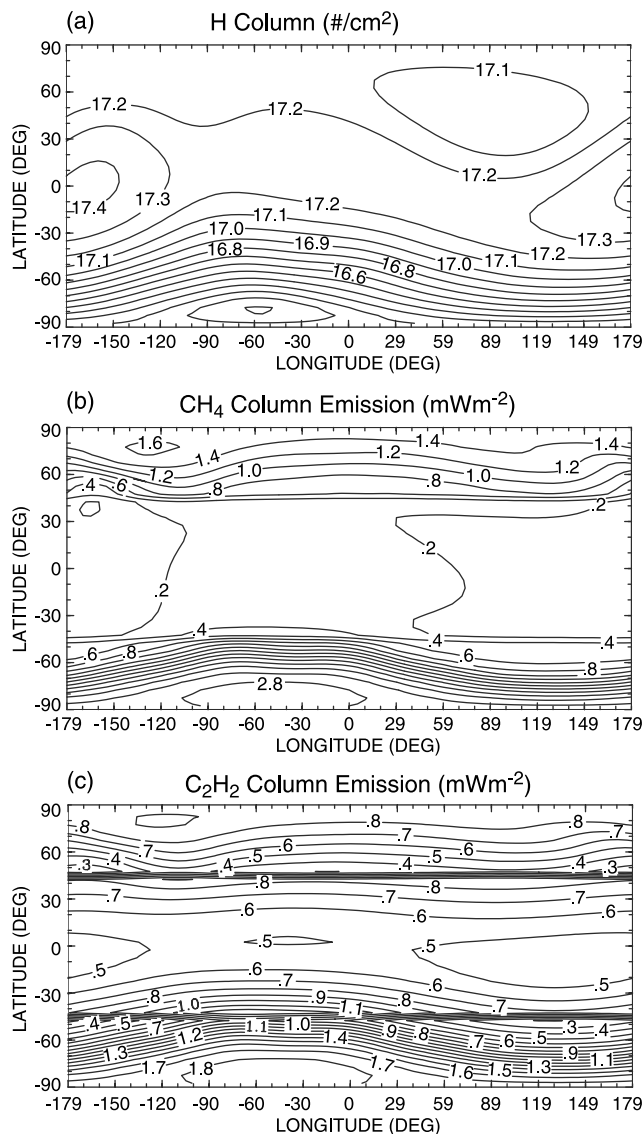 (a) H Column (#/cm²)
90
60
30
0
-30
-60
-90
LATITUDE (DEG)
17.1
17.2
17.2
17.2
17.3
17.4
17.2
17.1
17.3
17.0
16.9
17.1
16.8
16.8
17.0
17.1
17.2
16.6
-179 -150 -120 -90 -60 -30 0 29 59 89 119 149 179
LONGITUDE (DEG)
(b) CH₄ Column Emission (mWm⁻²)
90
60
30
0
-30
-60
-90
LATITUDE (DEG)
1.6 1.4 1.4 1.4
1.2 1.0 1.2 1.0 1.2
.4 .6 .8 .8
.2
.2
.2
.4 .4 .4
.6 .8 .6 .8
2.8
-179 -150 -120 -90 -60 -30 0 29 59 89 119 149 179
LONGITUDE (DEG)
(c) C₂H₂ Column Emission (mWm⁻²)
90
60
30
0
-30
-60
-90
LATITUDE (DEG)
.8 .7 .8 .7 .8 .7
.6 .6
.3 .4 .4 .5 .4 .5 .4 .3
.7 .8 .8 .7
.6 .6
.5 .5 .5
.6 .7 .6
.8 1.0 .9 1.1 .8 .7
.4 .5 .7 1.2 1.1 1.0 .9 .8 .5 .3 .4
1.3 1.4 .7 .6 .9 1.1
1.7 1.8 1.7 1.6 1.5 1.3
-179 -150 -120 -90 -60 -30 0 29 59 89 119 149 179
LONGITUDE (DEG)